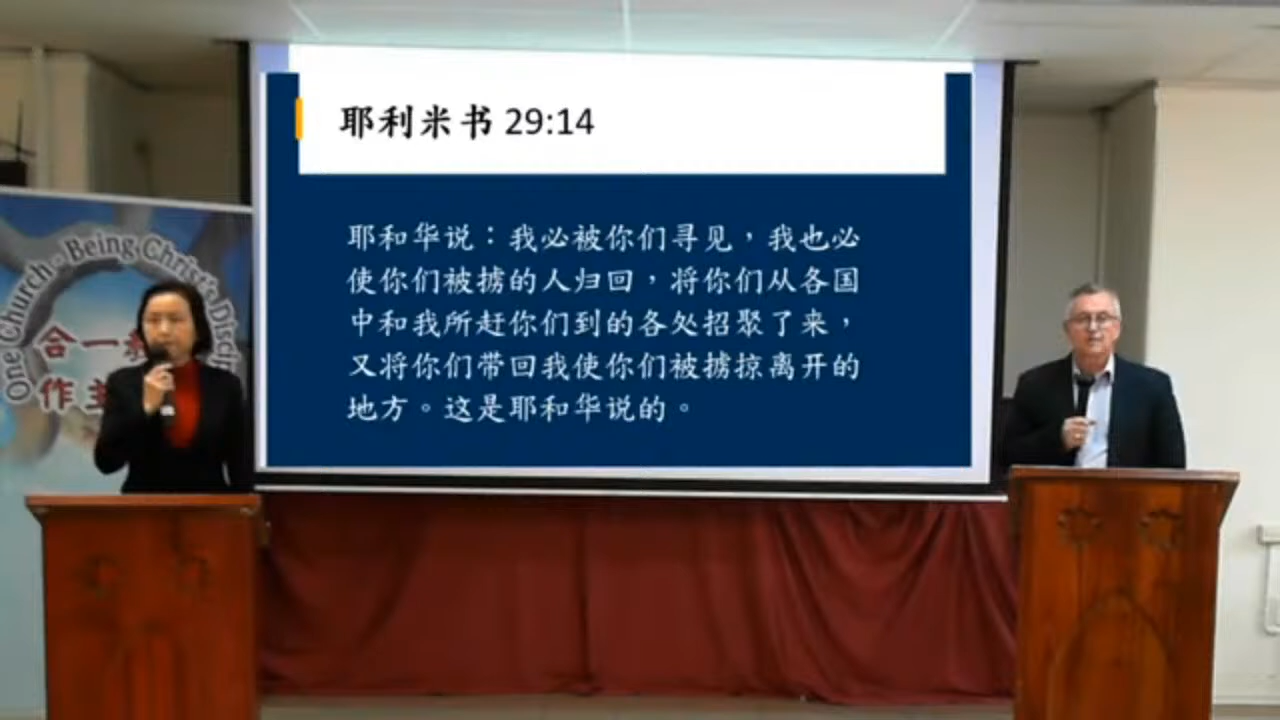 耶利米书 29:14
耶和华说：我必被你们寻见，我也必
使你们被掳的人归回，将你们从各国
中和我所赶你们到的各处招聚了来，
又将你们带回我使你们被掳掠离开的
地方。这是耶和华说的。
One Church - Being Christ's
合一
作主